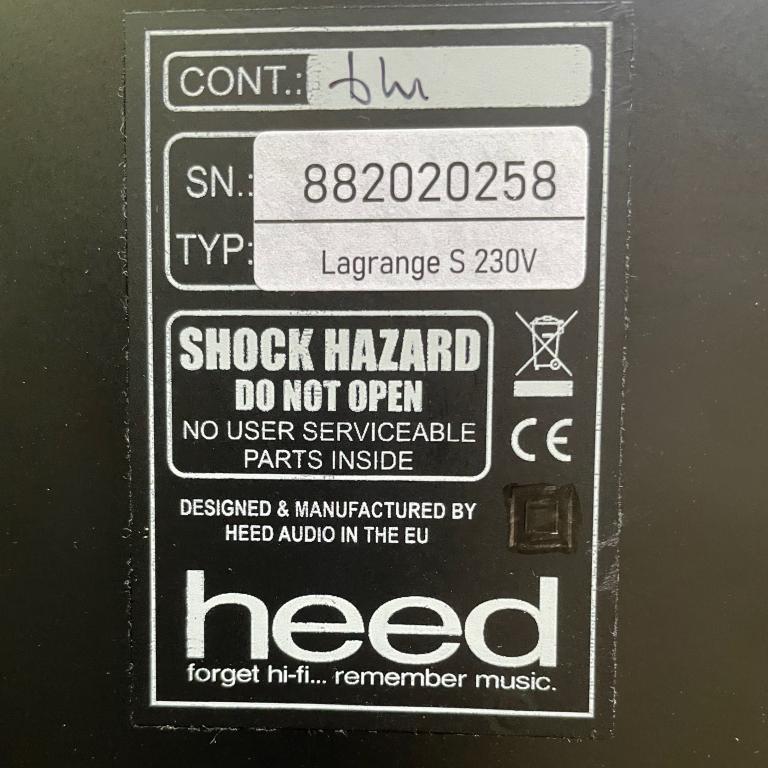 CONT.:
SN.: 882020258
TYP: Lagrange S 230V
SHOCK HAZARD
DO NOT OPEN
NO USER SERVICEABLE
PARTS INSIDE
CE
DESIGNED & MANUFACTURED BY
HEED AUDIO IN THE EU
heed
forget hi-fi... remember music.